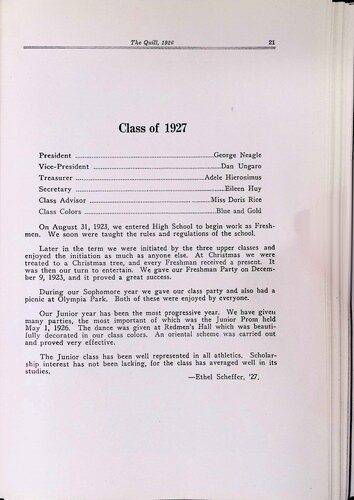 The Quill, 1926 21
Class of 1927
President ........................................................George Neagle
Vice-President ........................................................Dan Ungaro
Treasurer ........................................................Adele Hieronimus
Secretary ........................................................Eileen Huy
Class Advisor ........................................................Miss Doris Rice
Class Colors ........................................................Blue and Gold
On August 31, 1923, we entered High School to begin work as Fresh-
men. We soon were taught the rules and regulations of the school.
Later in the term we were initiated by the three upper classes and
enjoyed the initiation as much as anyone else. At Christmas we were
treated to a Christmas tree, and every Freshman received a present. It
was then our turn to entertain. We gave our Freshman Party on Decem-
ber 9, 1923, and it proved a great success.
During our Sophomore year we gave our class party and also had a
picnic at Olympia Park. Both of these were enjoyed by everyone.
Our Junior year has been the most progressive year. We have given
many parties, the most important of which was the Junior Prom held
May 1, 1926. The dance was given at Redmen's Hall which was beauti-
fully decorated in our class colors. An oriental scheme was carried out
and proved very effective.
The Junior class has been well represented in all athletics. Scholar-
ship interest has not been lacking, for the class has averaged well in its
studies.
—Ethel Scheffer, '27.